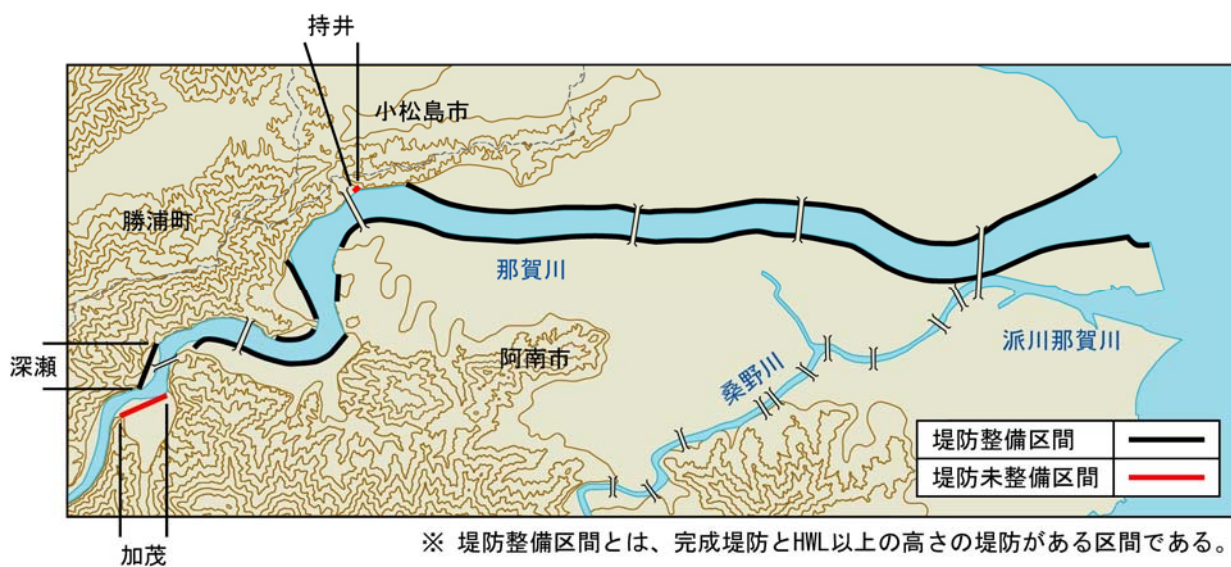 持井
小松島市
勝浦町
那賀川
深瀬
阿南市
派川那賀川
桑野川
堤防整備区間
堤防未整備区間
加茂
※ 堤防整備区間とは、完成堤防とHWL以上の高さの堤防がある区間である。